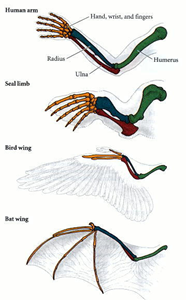 Human arm
Hand, wrist, and fingers
Radius
Humerus
Ulna
Seal limb
Bird wing
Bat wing